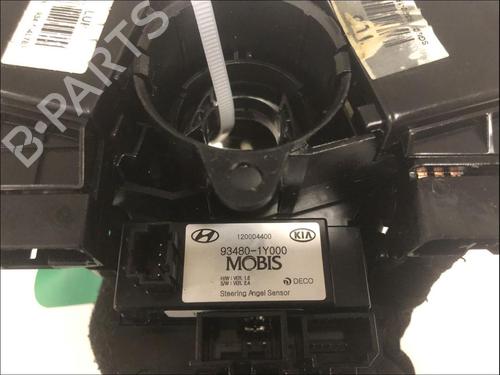 B-PARTS
120004400
KIA
93480-1Y000
MOBIS
H/W : VER. 1.0
S/W : VER. 2.4
DECO
Steering Angel Sensor